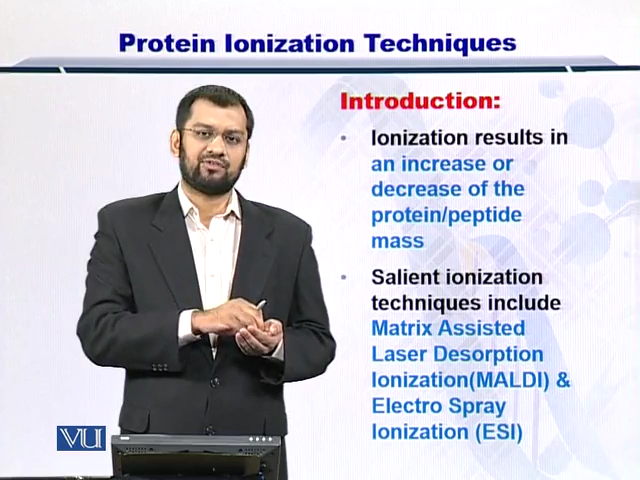 Protein Ionization Techniques
Introduction:
• Ionization results in
an increase or
decrease of the
protein/peptide
mass
• Salient ionization
techniques include
Matrix Assisted
Laser Desorption
Ionization(MALDI) &
Electro Spray
Ionization (ESI)
VU